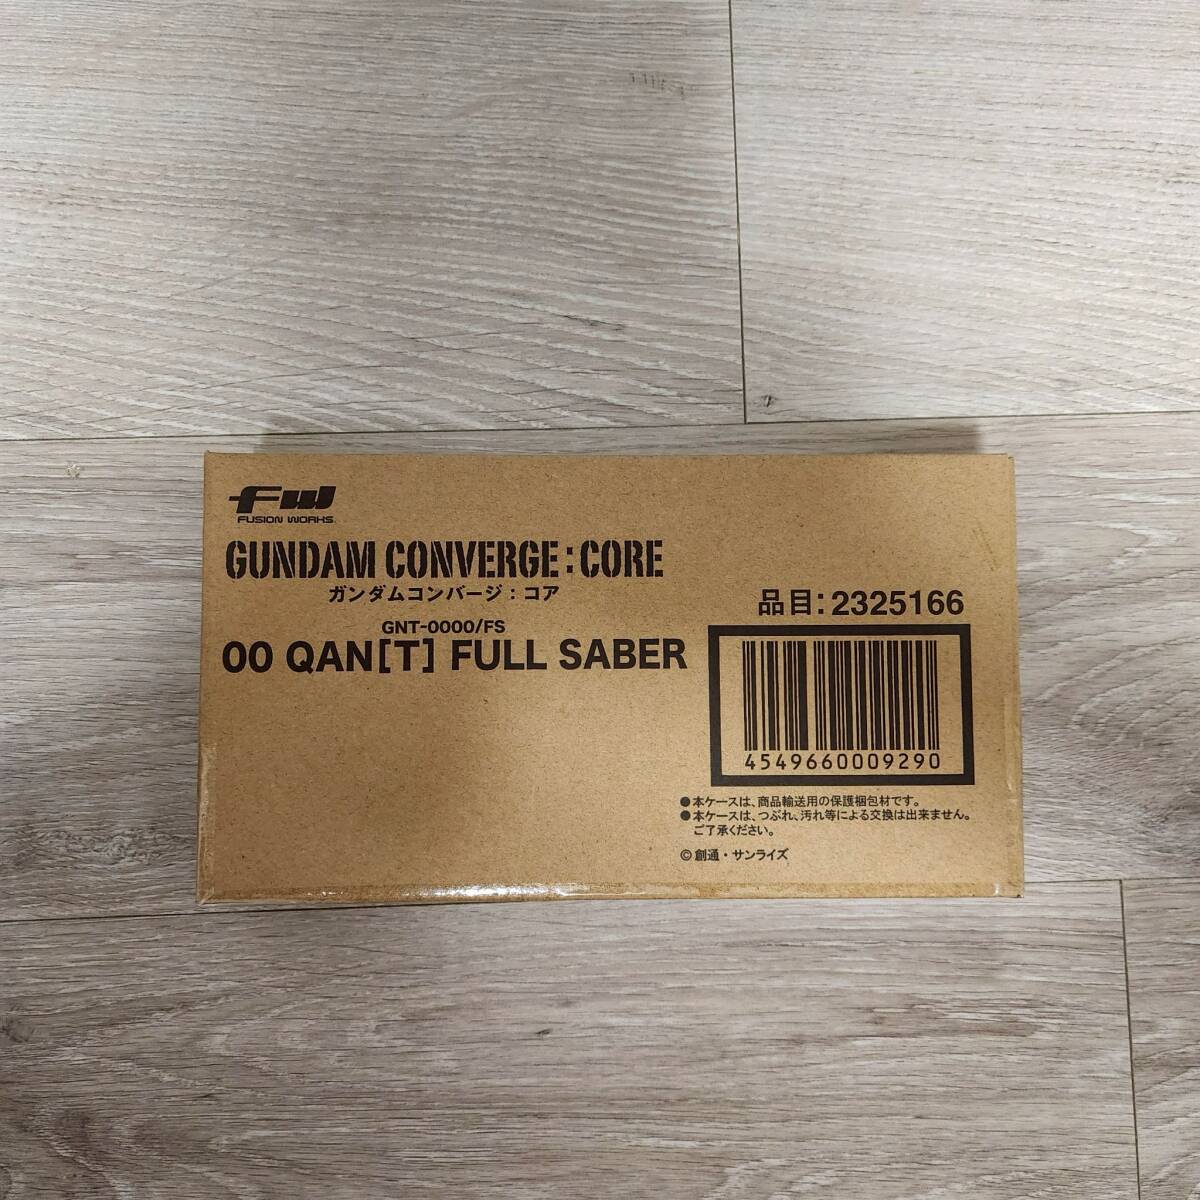 FW
FUSION WORKS
GUNDAM CONVERGE:CORE
ガンダムコンバージ:コア
GNT-0000/FS
00 QAN[T] FULL SABER
品目:2325166
4549660009290
●本ケースは、商品輸送用の保護梱包材です。
●本ケースは、つぶれ、汚れ等による交換は出来ません。
ご了承ください。
©創通・サンライズ